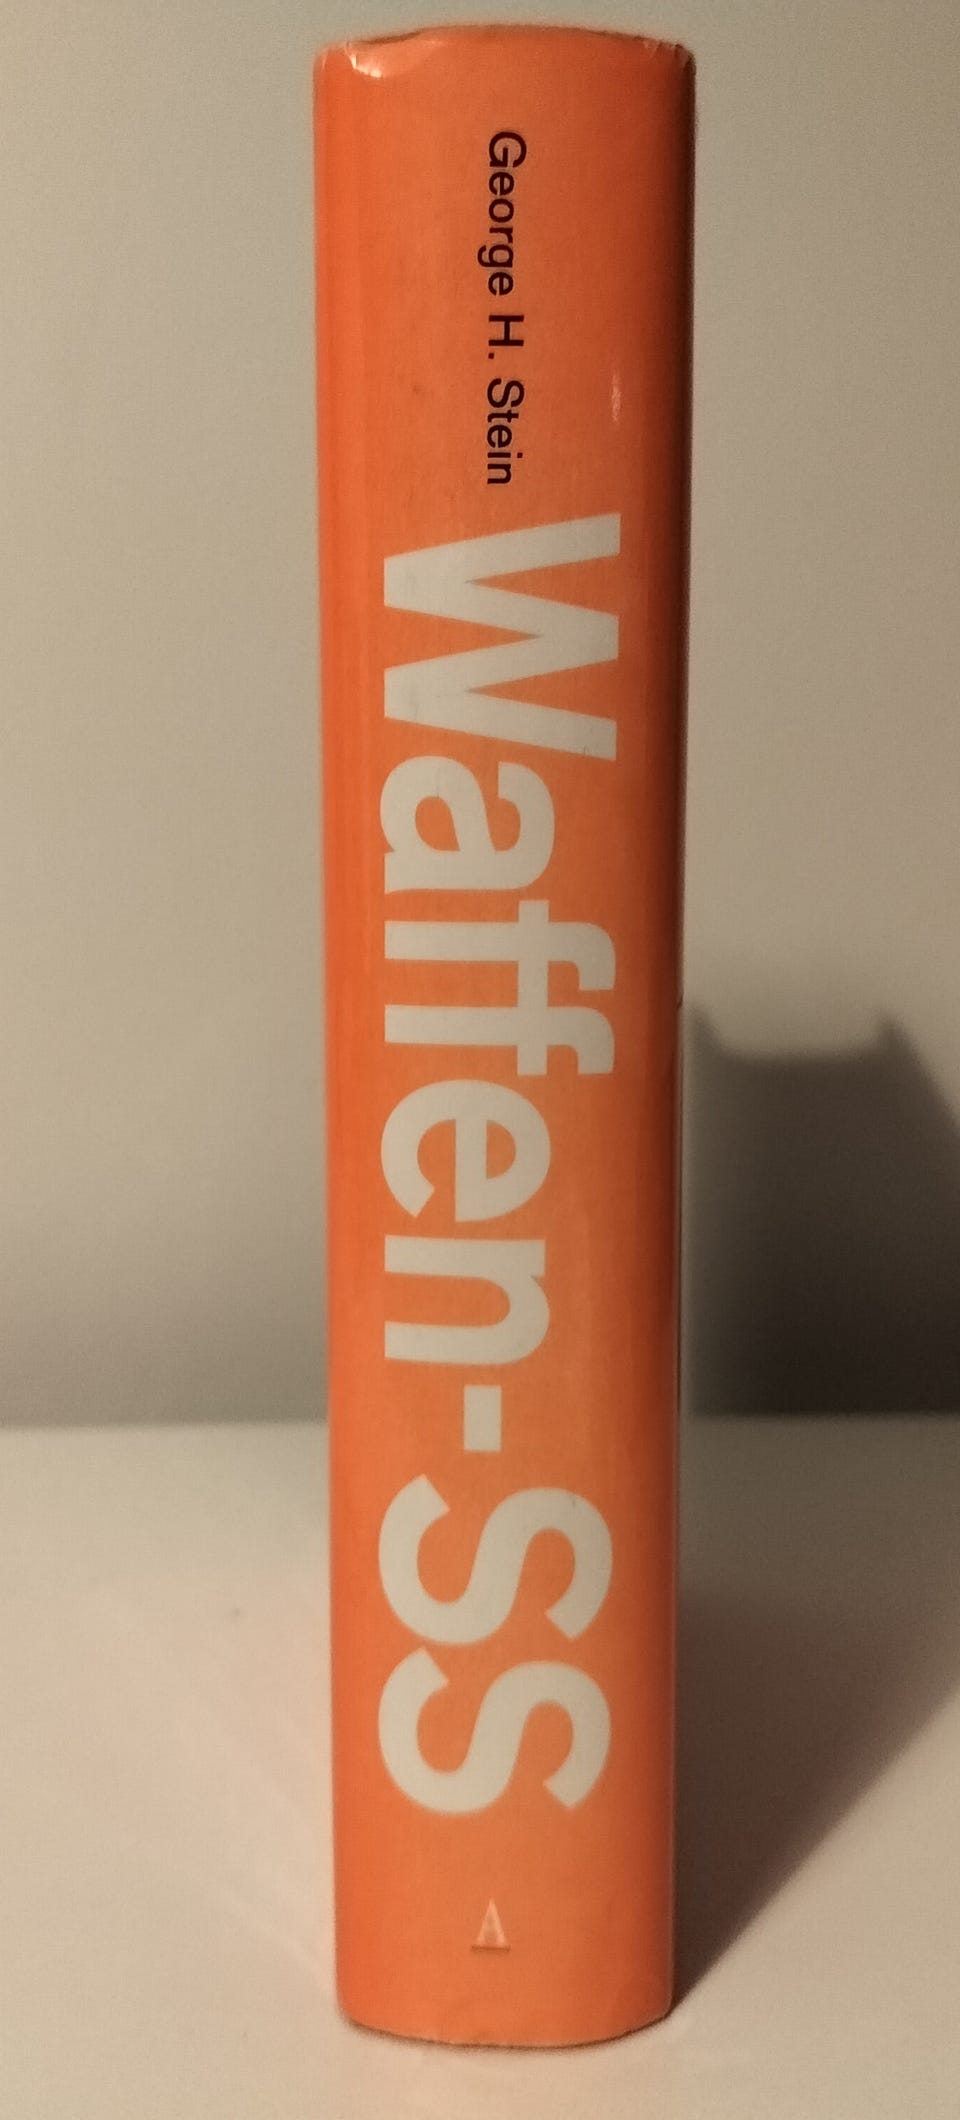 George H. Stein
Waffen-SS
A